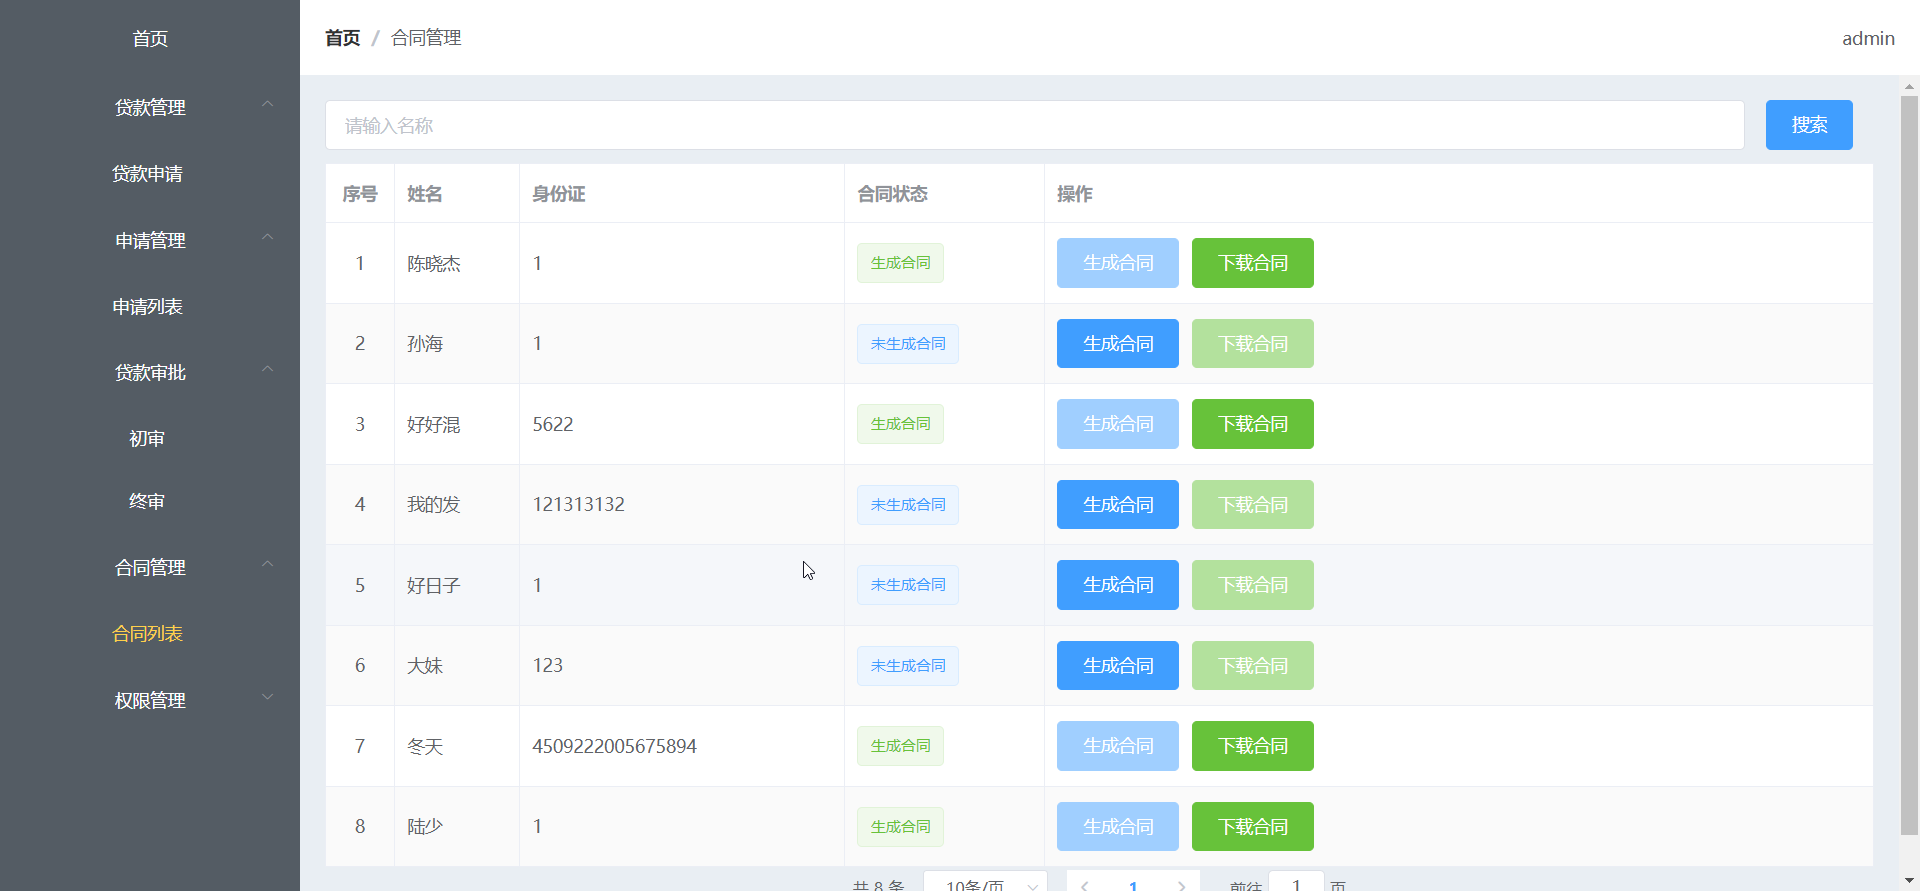 首页
贷款管理
贷款申请
申请管理
申请列表
贷款审批
初审
终审
合同管理
合同列表
权限管理
首页 / 合同管理
admin
请输入名称
搜索
序号 姓名 身份证 合同状态 操作
1 陈晓杰 1 生成合同 生成合同 下载合同
2 孙海 1 未生成合同 生成合同 下载合同
3 好好混 5622 生成合同 生成合同 下载合同
4 我的发 121313132 未生成合同 生成合同 下载合同
5 好日子 1 未生成合同 生成合同 下载合同
6 大妹 123 未生成合同 生成合同 下载合同
7 冬天 4509222005675894 生成合同 生成合同 下载合同
8 陆少 1 生成合同 生成合同 下载合同
共 8 条 10条/页 1 前往 1 页